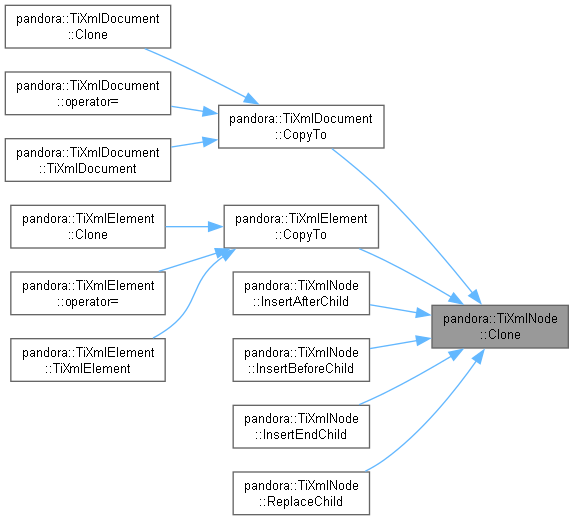 pandora::TiXmlDocument
::Clone
pandora::TiXmlDocument
::operator=
pandora::TiXmlDocument
::TiXmlDocument
pandora::TiXmlDocument
::CopyTo
pandora::TiXmlElement
::Clone
pandora::TiXmlElement
::operator=
pandora::TiXmlElement
::TiXmlElement
pandora::TiXmlElement
::CopyTo
pandora::TiXmlNode
::InsertAfterChild
pandora::TiXmlNode
::InsertBeforeChild
pandora::TiXmlNode
::InsertEndChild
pandora::TiXmlNode
::ReplaceChild
pandora::TiXmlNode
::Clone